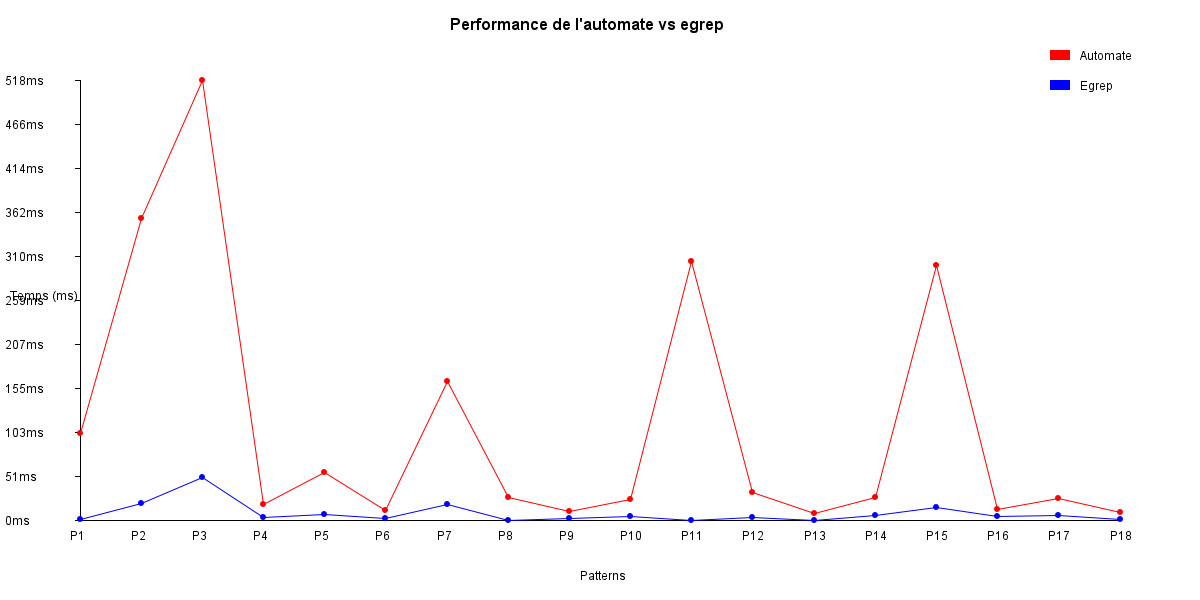 Performance de l'automate vs egrep
Automate
Egrep
518ms
466ms
414ms
362ms
310ms
Temps (ms)
259ms
207ms
155ms
103ms
51ms
0ms
P1 P2 P3 P4 P5 P6 P7 P8 P9 P10 P11 P12 P13 P14 P15 P16 P17 P18
Patterns